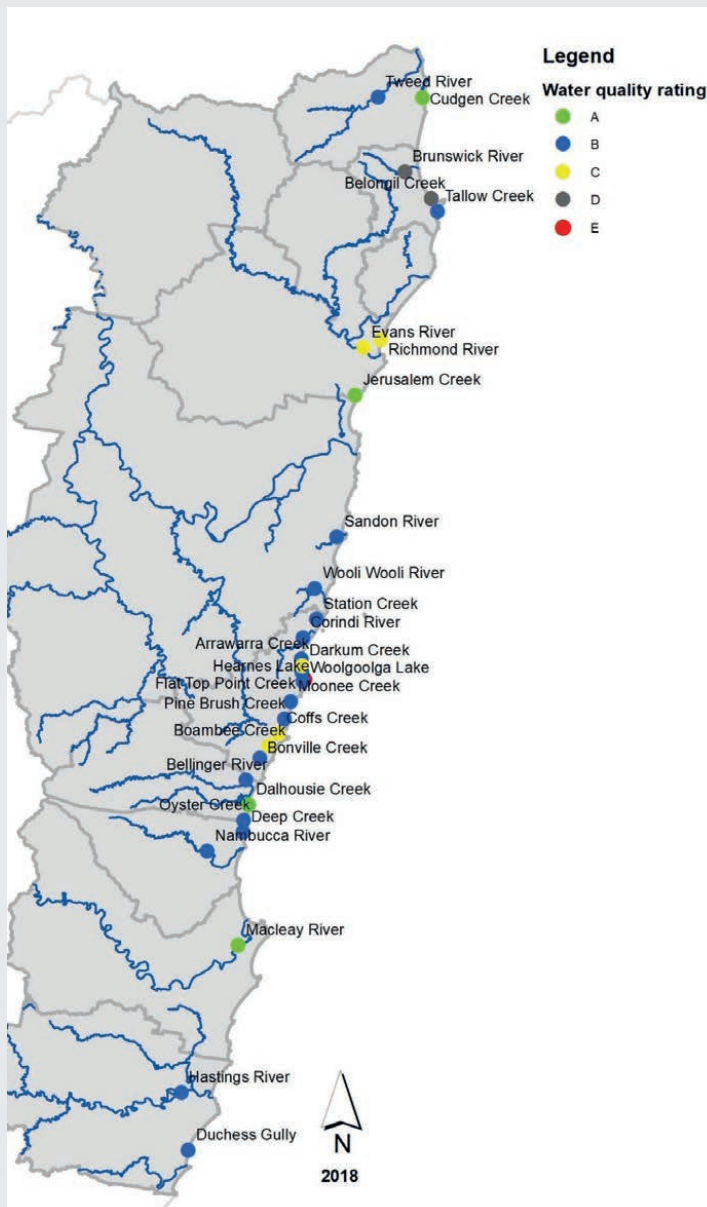 Legend
Water quality rating
A
B
C
D
E
Tweed River
Cudgen Creek
Brunswick River
Belongil Creek
Tallow Creek
Evans River
Richmond River
Jerusalem Creek
Sandon River
Wooli Wooli River
Station Creek
Corindi River
Arrawarra Creek
Darkum Creek
Hearnes Lake
Woolgoolga Lake
Flat Top Point Creek
Moonee Creek
Pine Brush Creek
Coffs Creek
Boambee Creek
Bonville Creek
Bellinger River
Dalhousie Creek
Oyster Creek
Deep Creek
Nambucca River
Macleay River
Hastings River
Duchess Gully
N
2018